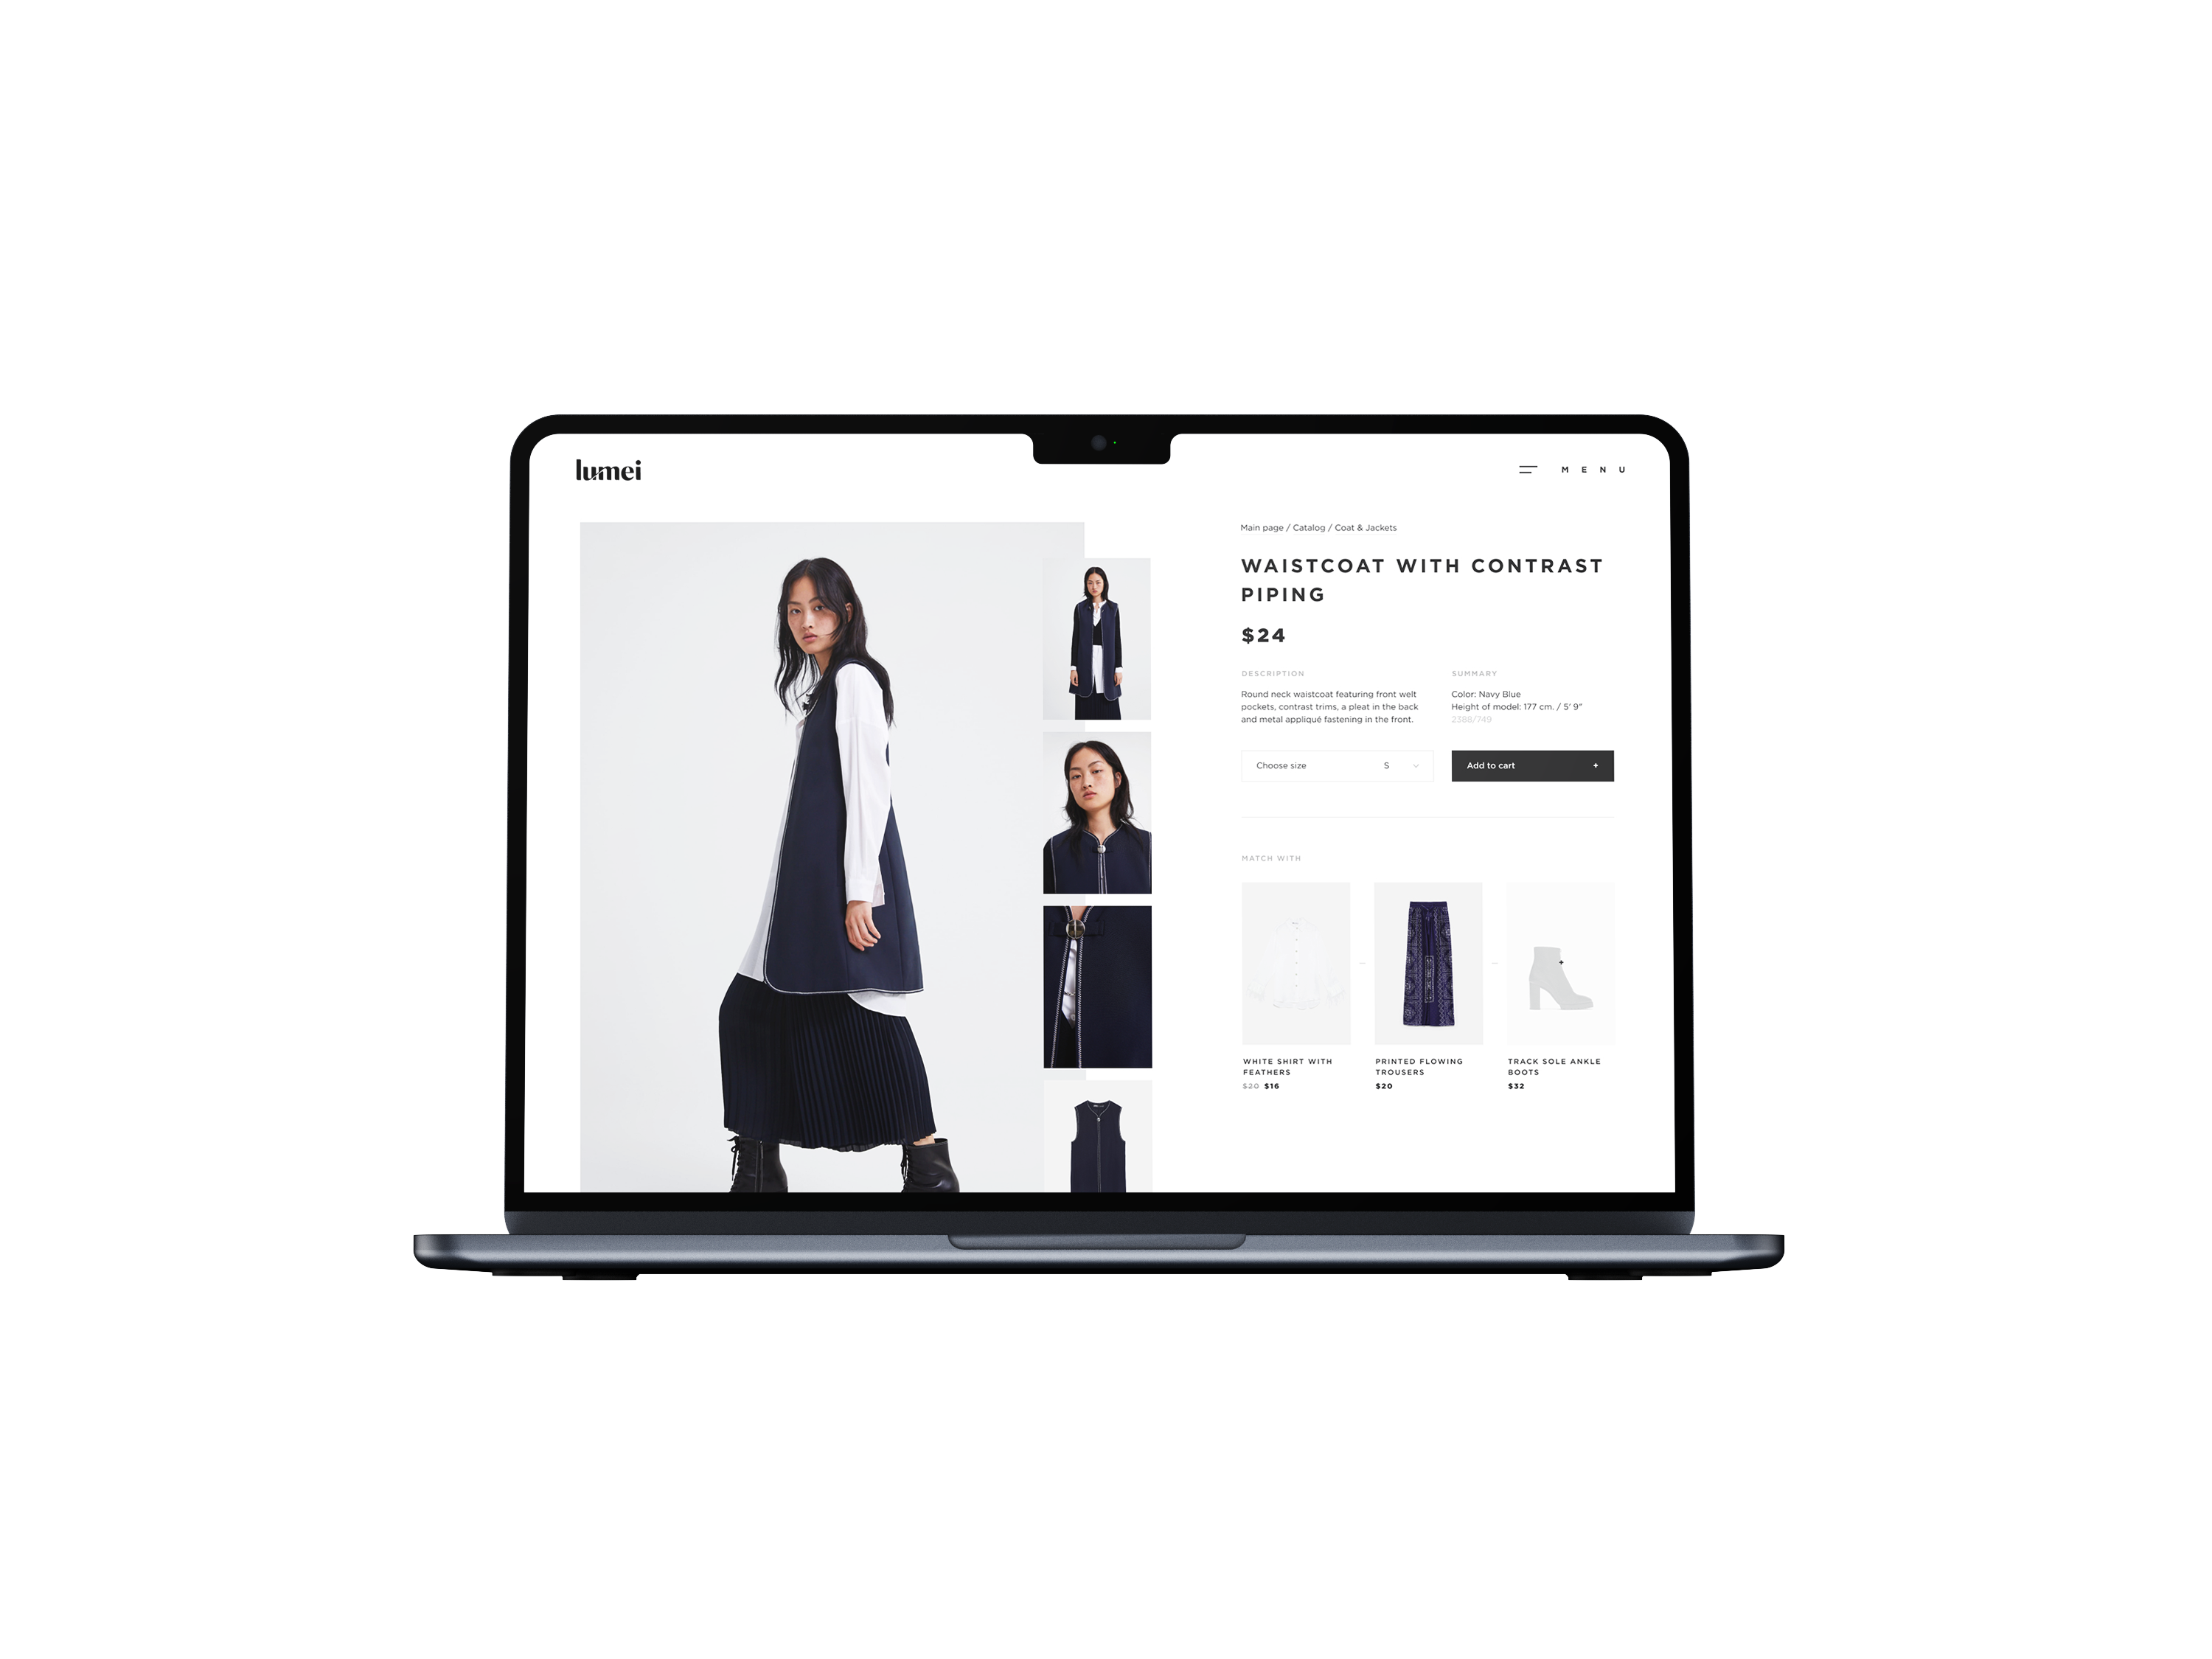 lumei
MENU
Main page / Catalog / Coat & Jackets
WAISTCOAT WITH CONTRAST
PIPING
$24
DESCRIPTION
Round neck waistcoat featuring front welt
pockets, contrast trims, a pleat in the back
and metal appliqué fastening in the front.
SUMMARY
Color: Navy Blue
Height of model: 177 cm. / 5' 9"
2388/749
Choose size S
Add to cart +
MATCH WITH
WHITE SHIRT WITH
FEATHERS
$20 $16
PRINTED FLOWING
TROUSERS
$20
TRACK SOLE ANKLE
BOOTS
$32